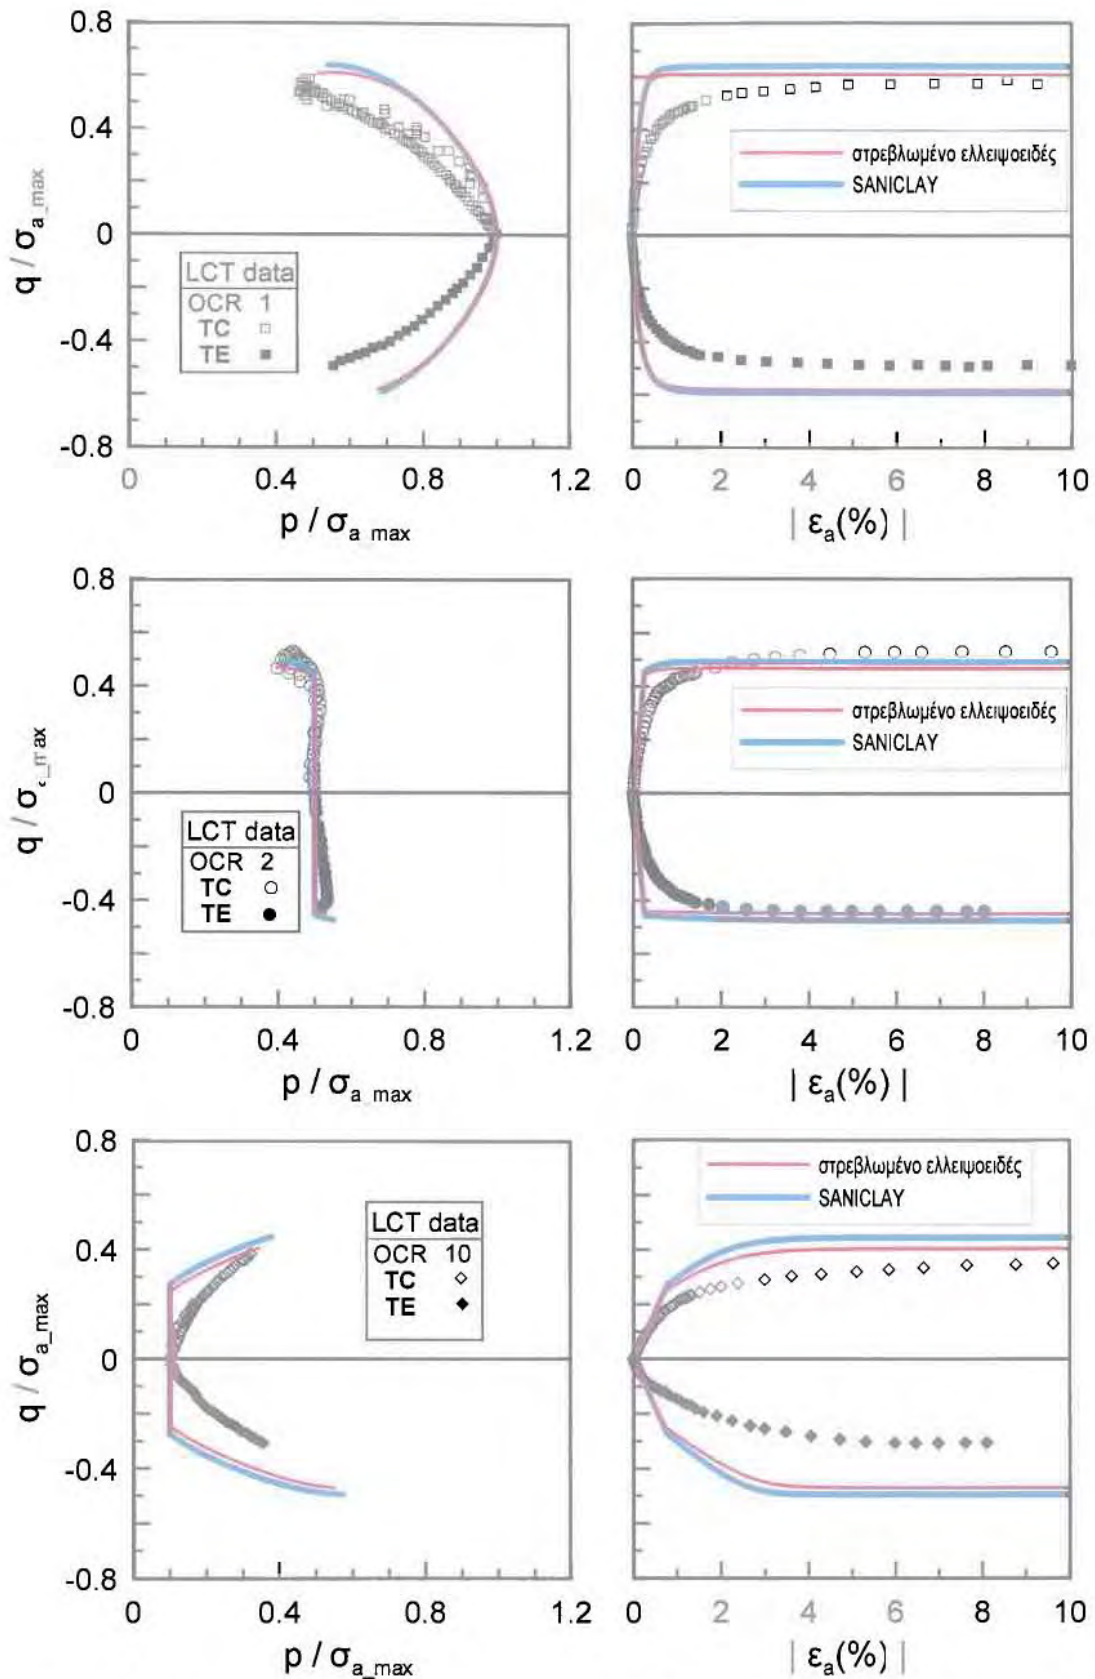 0.8
0.4
0
-0.4
-0.8
q / σa_max
LCT data
OCR 1
TC □
TE ■
0 0.4 0.8 1.2
p / σa_max
στρεβλωμένο ελλειψοειδές
SANICLAY
0 2 4 6 8 10
| εa(%) |
0.8
0.4
0
-0.4
-0.8
q / σ
LCT data
OCR 2
TC ○
TE ●
0 0.4 0.8 1.2
p / σa_max
στρεβλωμένο ελλειψοειδές
SANICLAY
0 2 4 6 8 10
| εa(%) |
0.8
0.4
0
-0.4
-0.8
q / σa_max
LCT data
OCR 10
TC ◇
TE ◆
0 0.4 0.8 1.2
p / σa_max
στρεβλωμένο ελλειψοειδές
SANICLAY
0 2 4 6 8 10
| εa(%) |